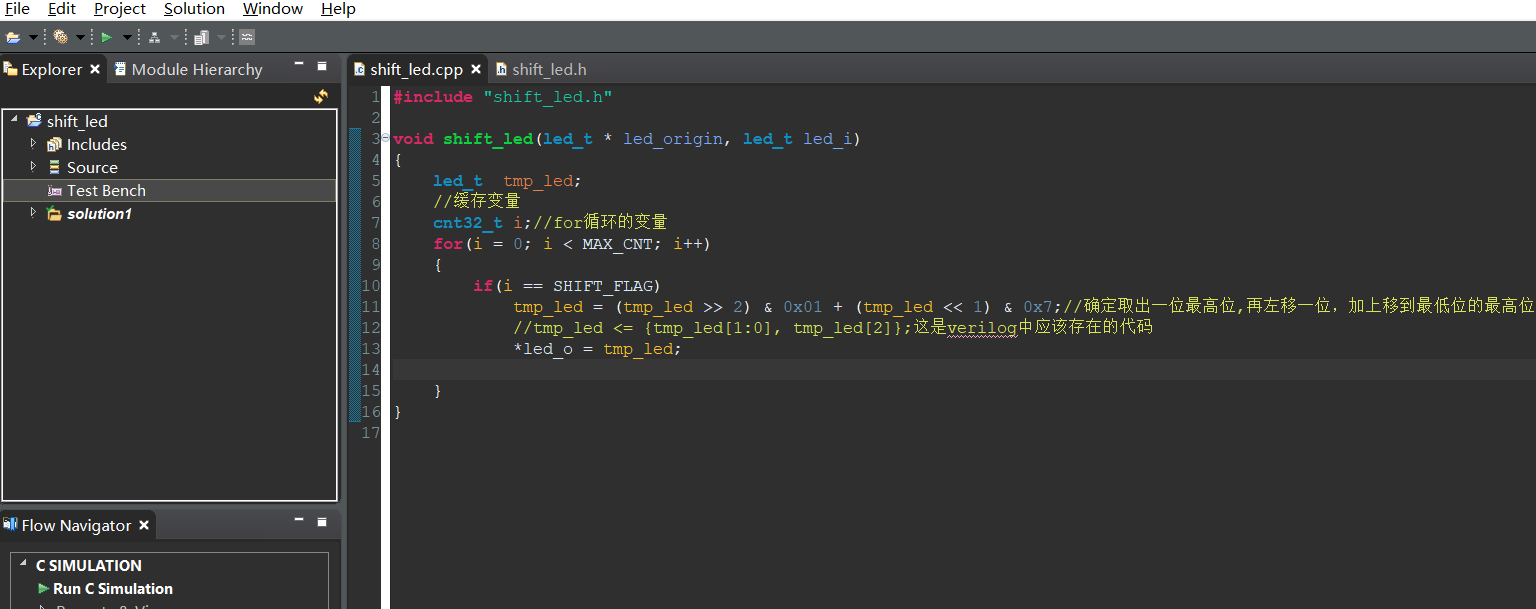 File Edit Project Solution Window Help
Explorer Module Hierarchy
shift_led
Includes
Source
Test Bench
solution1
Flow Navigator
C SIMULATION
Run C Simulation
shift_led.cpp shift_led.h
1 #include "shift_led.h"
2
3 void shift_led(led_t * led_origin, led_t led_i)
4 {
5 led_t tmp_led;
6 //缓存变量
7 cnt32_t i;//for循环的变量
8 for(i = 0; i < MAX_CNT; i++)
9 {
10 if(i == SHIFT_FLAG)
11 tmp_led = (tmp_led >> 2) & 0x01 + (tmp_led << 1) & 0x7;//确定取出一位最高位,再左移一位，加上移到最低位的最高位
12 //tmp_led <= {tmp_led[1:0], tmp_led[2]};这是verilog中应该存在的代码
13 *led_o = tmp_led;
14
15 }
16 }
17